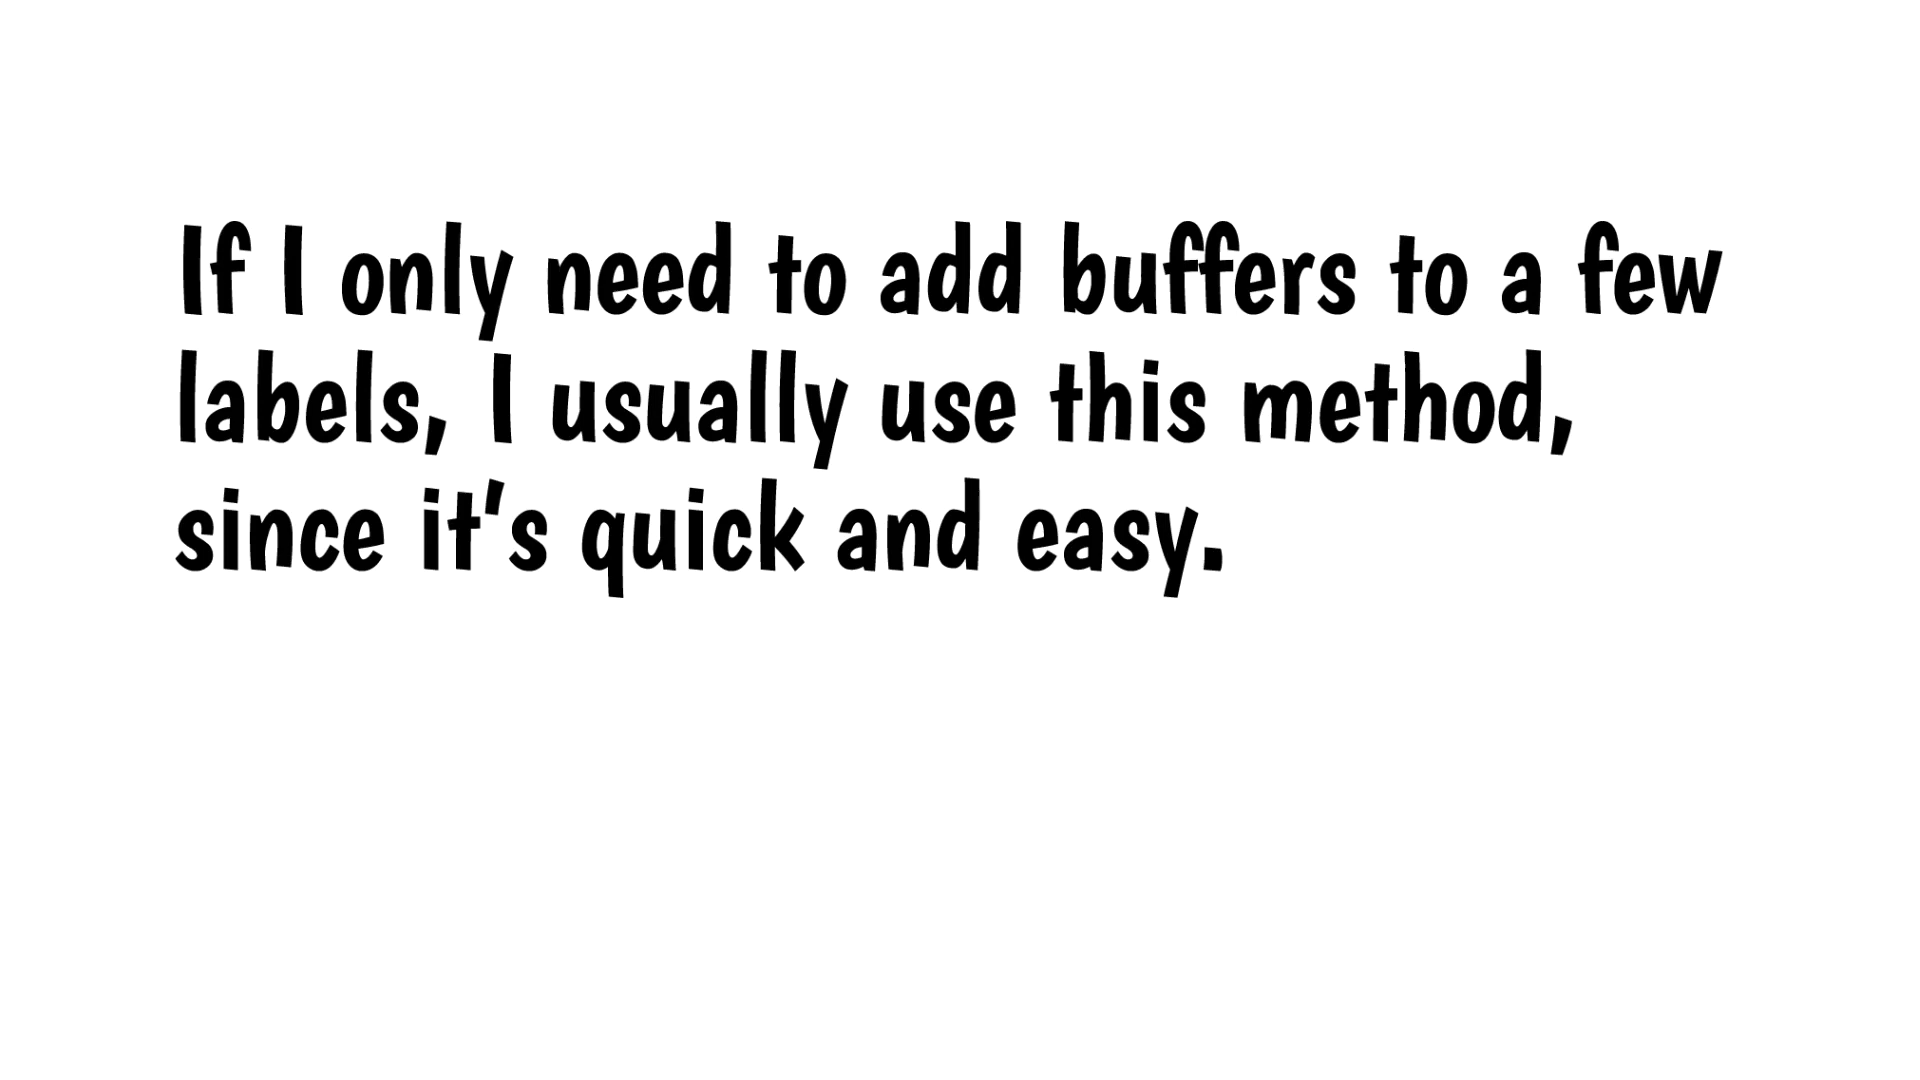 If I only need to add buffers to a few
labels, I usually use this method,
since it's quick and easy.